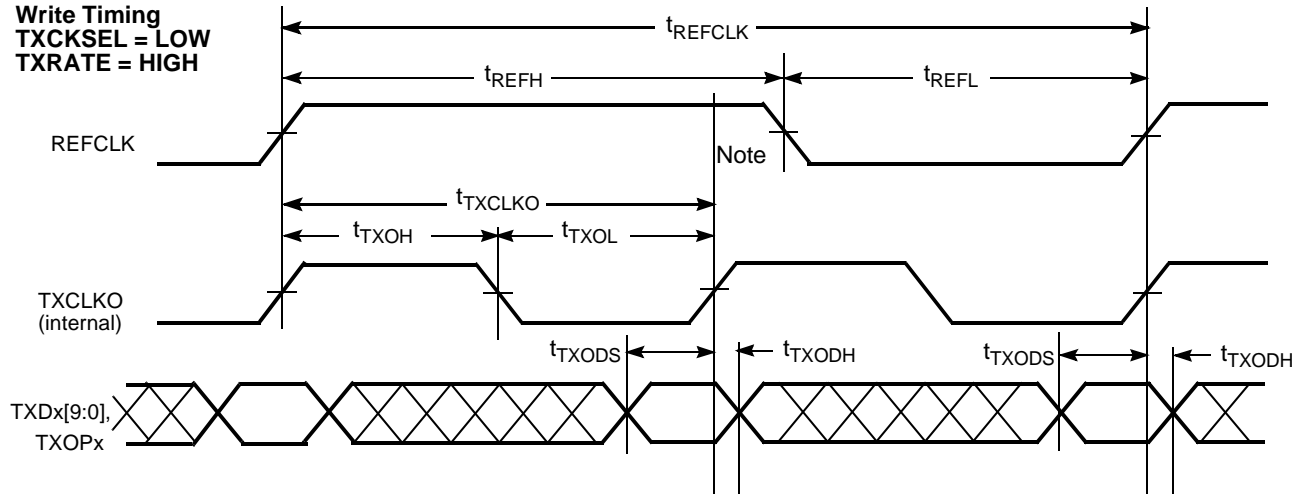 Write Timing
TXCKSEL = LOW
TXRATE = HIGH
tREFCLK
tREFH
tREFL
REFCLK
Note
tTXCLKO
tTXOH
tTXOL
TXCLKO
(internal)
tTXODS
tTXODH
tTXODS
tTXODH
TXDx[9:0],
TXOPx